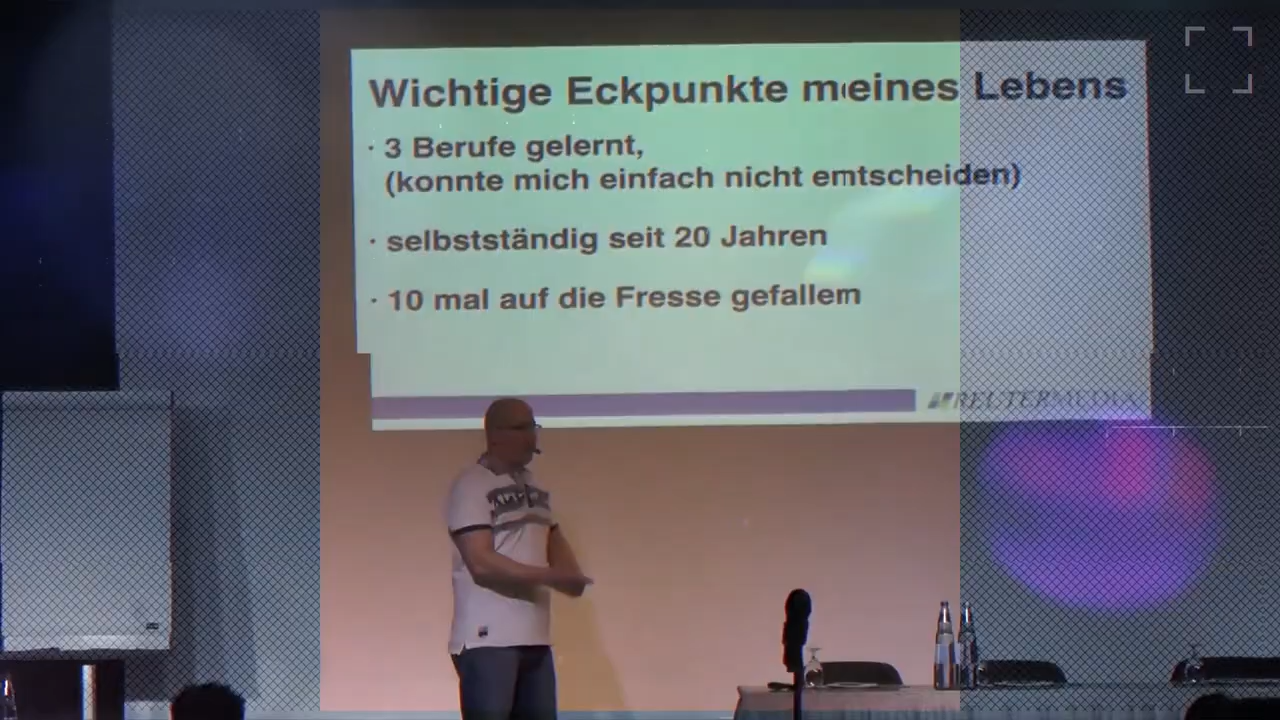 Wichtige Eckpunkte meines Lebens
· 3 Berufe gelernt,
(konnte mich einfach nicht emtscheiden)
· selbstständig seit 20 Jahren
· 10 mal auf die Fresse gefallem
REUTERMEDIA